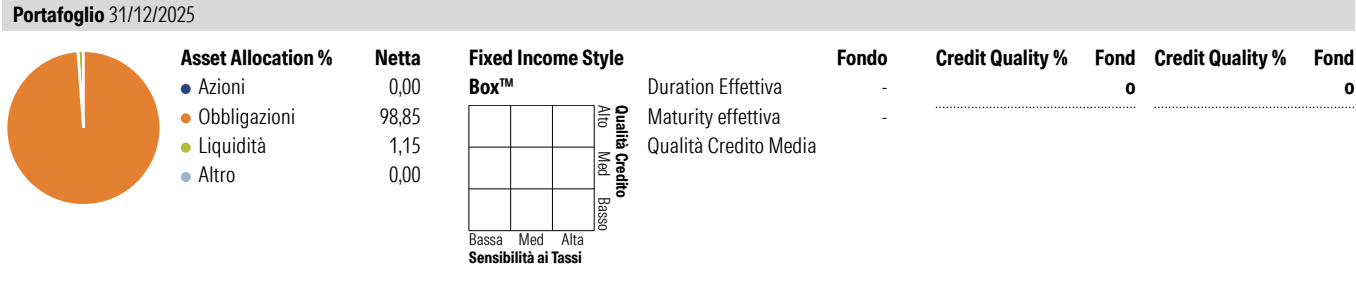 Portafoglio 31/12/2025
Asset Allocation % Netta
Azioni 0,00
Obbligazioni 98,85
Liquidità 1,15
Altro 0,00
Fixed Income Style
Box™
Alto Med Basso
Qualità Credito
Bassa Med Alta
Sensibilità ai Tassi
Fondo
Duration Effettiva -
Maturity effettiva -
Qualità Credito Media
Credit Quality % Fond
o
Credit Quality % Fond
o